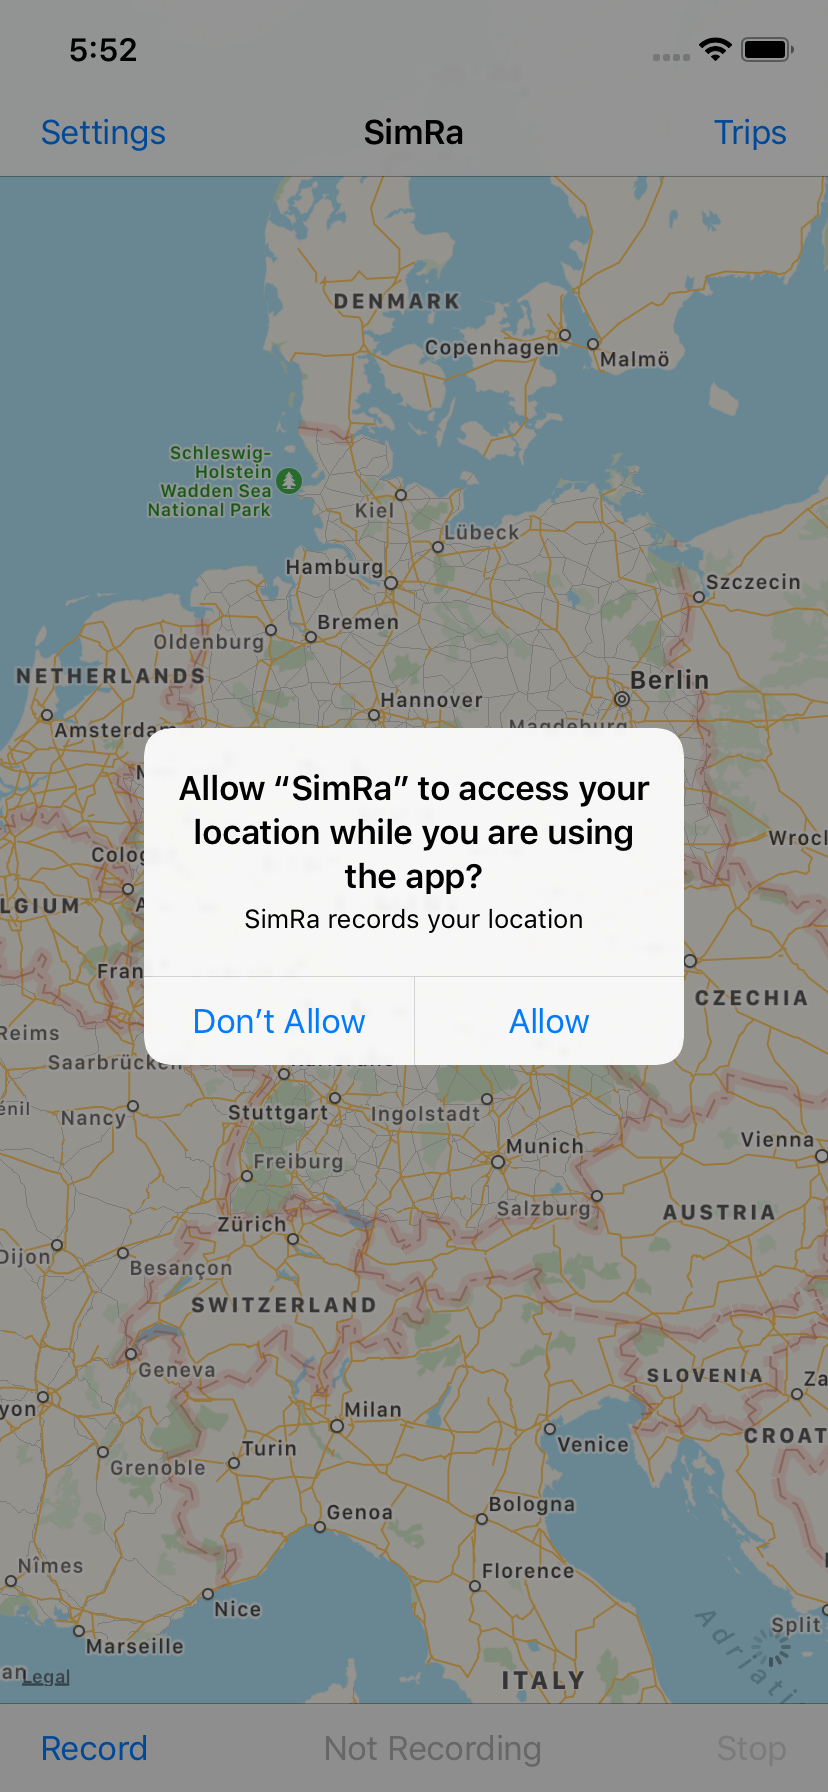 5:52
Settings
SimRa
Trips
DENMARK
Copenhagen
Malmö
Schleswig-
Holstein
Wadden Sea
National Park
Kiel
Lübeck
Hamburg
Szczecin
Bremen
Oldenburg
NETHERLANDS
Berlin
Hannover
Amsterdam
Magdeburg
Allow “SimRa” to access your
location while you are using
the app?
SimRa records your location
Don’t Allow
Allow
Wrocl
Colog
LGIUM
Fran
CZECHIA
Reims
Saarbrücken
Karlsruhe
énil
Nancy
Stuttgart
Ingolstadt
Vienna
Munich
Freiburg
Salzburg
AUSTRIA
Zürich
Dijon
Besançon
SWITZERLAND
Geneva
SLOVENIA
Za
yon
Milan
CROAT
Turin
Venice
Grenoble
Bologna
Genoa
Nîmes
Florence
Nice
Split
Marseille
Adriati
an
Legal
ITALY
Record
Not Recording
Stop